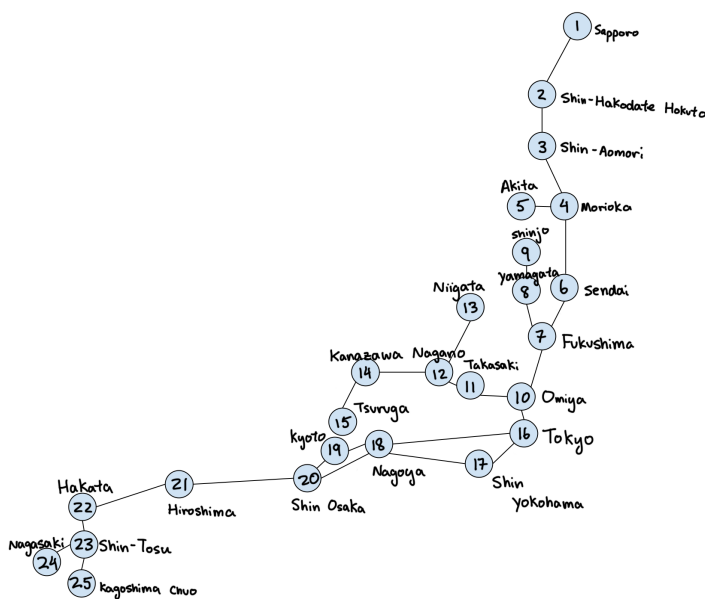 1 Sapporo
2 Shin-Hakodate Hokuto
3 Shin-Aomori
Akita
5 4 Morioka
shinjo
9
yamagata
8 6 Sendai
Niigata
13
7 Fukushima
Kanazawa Nagano
14 12 Takasaki
11
10 Omiya
15 Tsuruga
16 Tokyo
Kyoto
19 18
Nagoya
17 Shin
Yokohama
20
Shin Osaka
21
Hiroshima
Hakata
22
Nagasaki 23 Shin-Tosu
24
25 Kagoshima Chuo